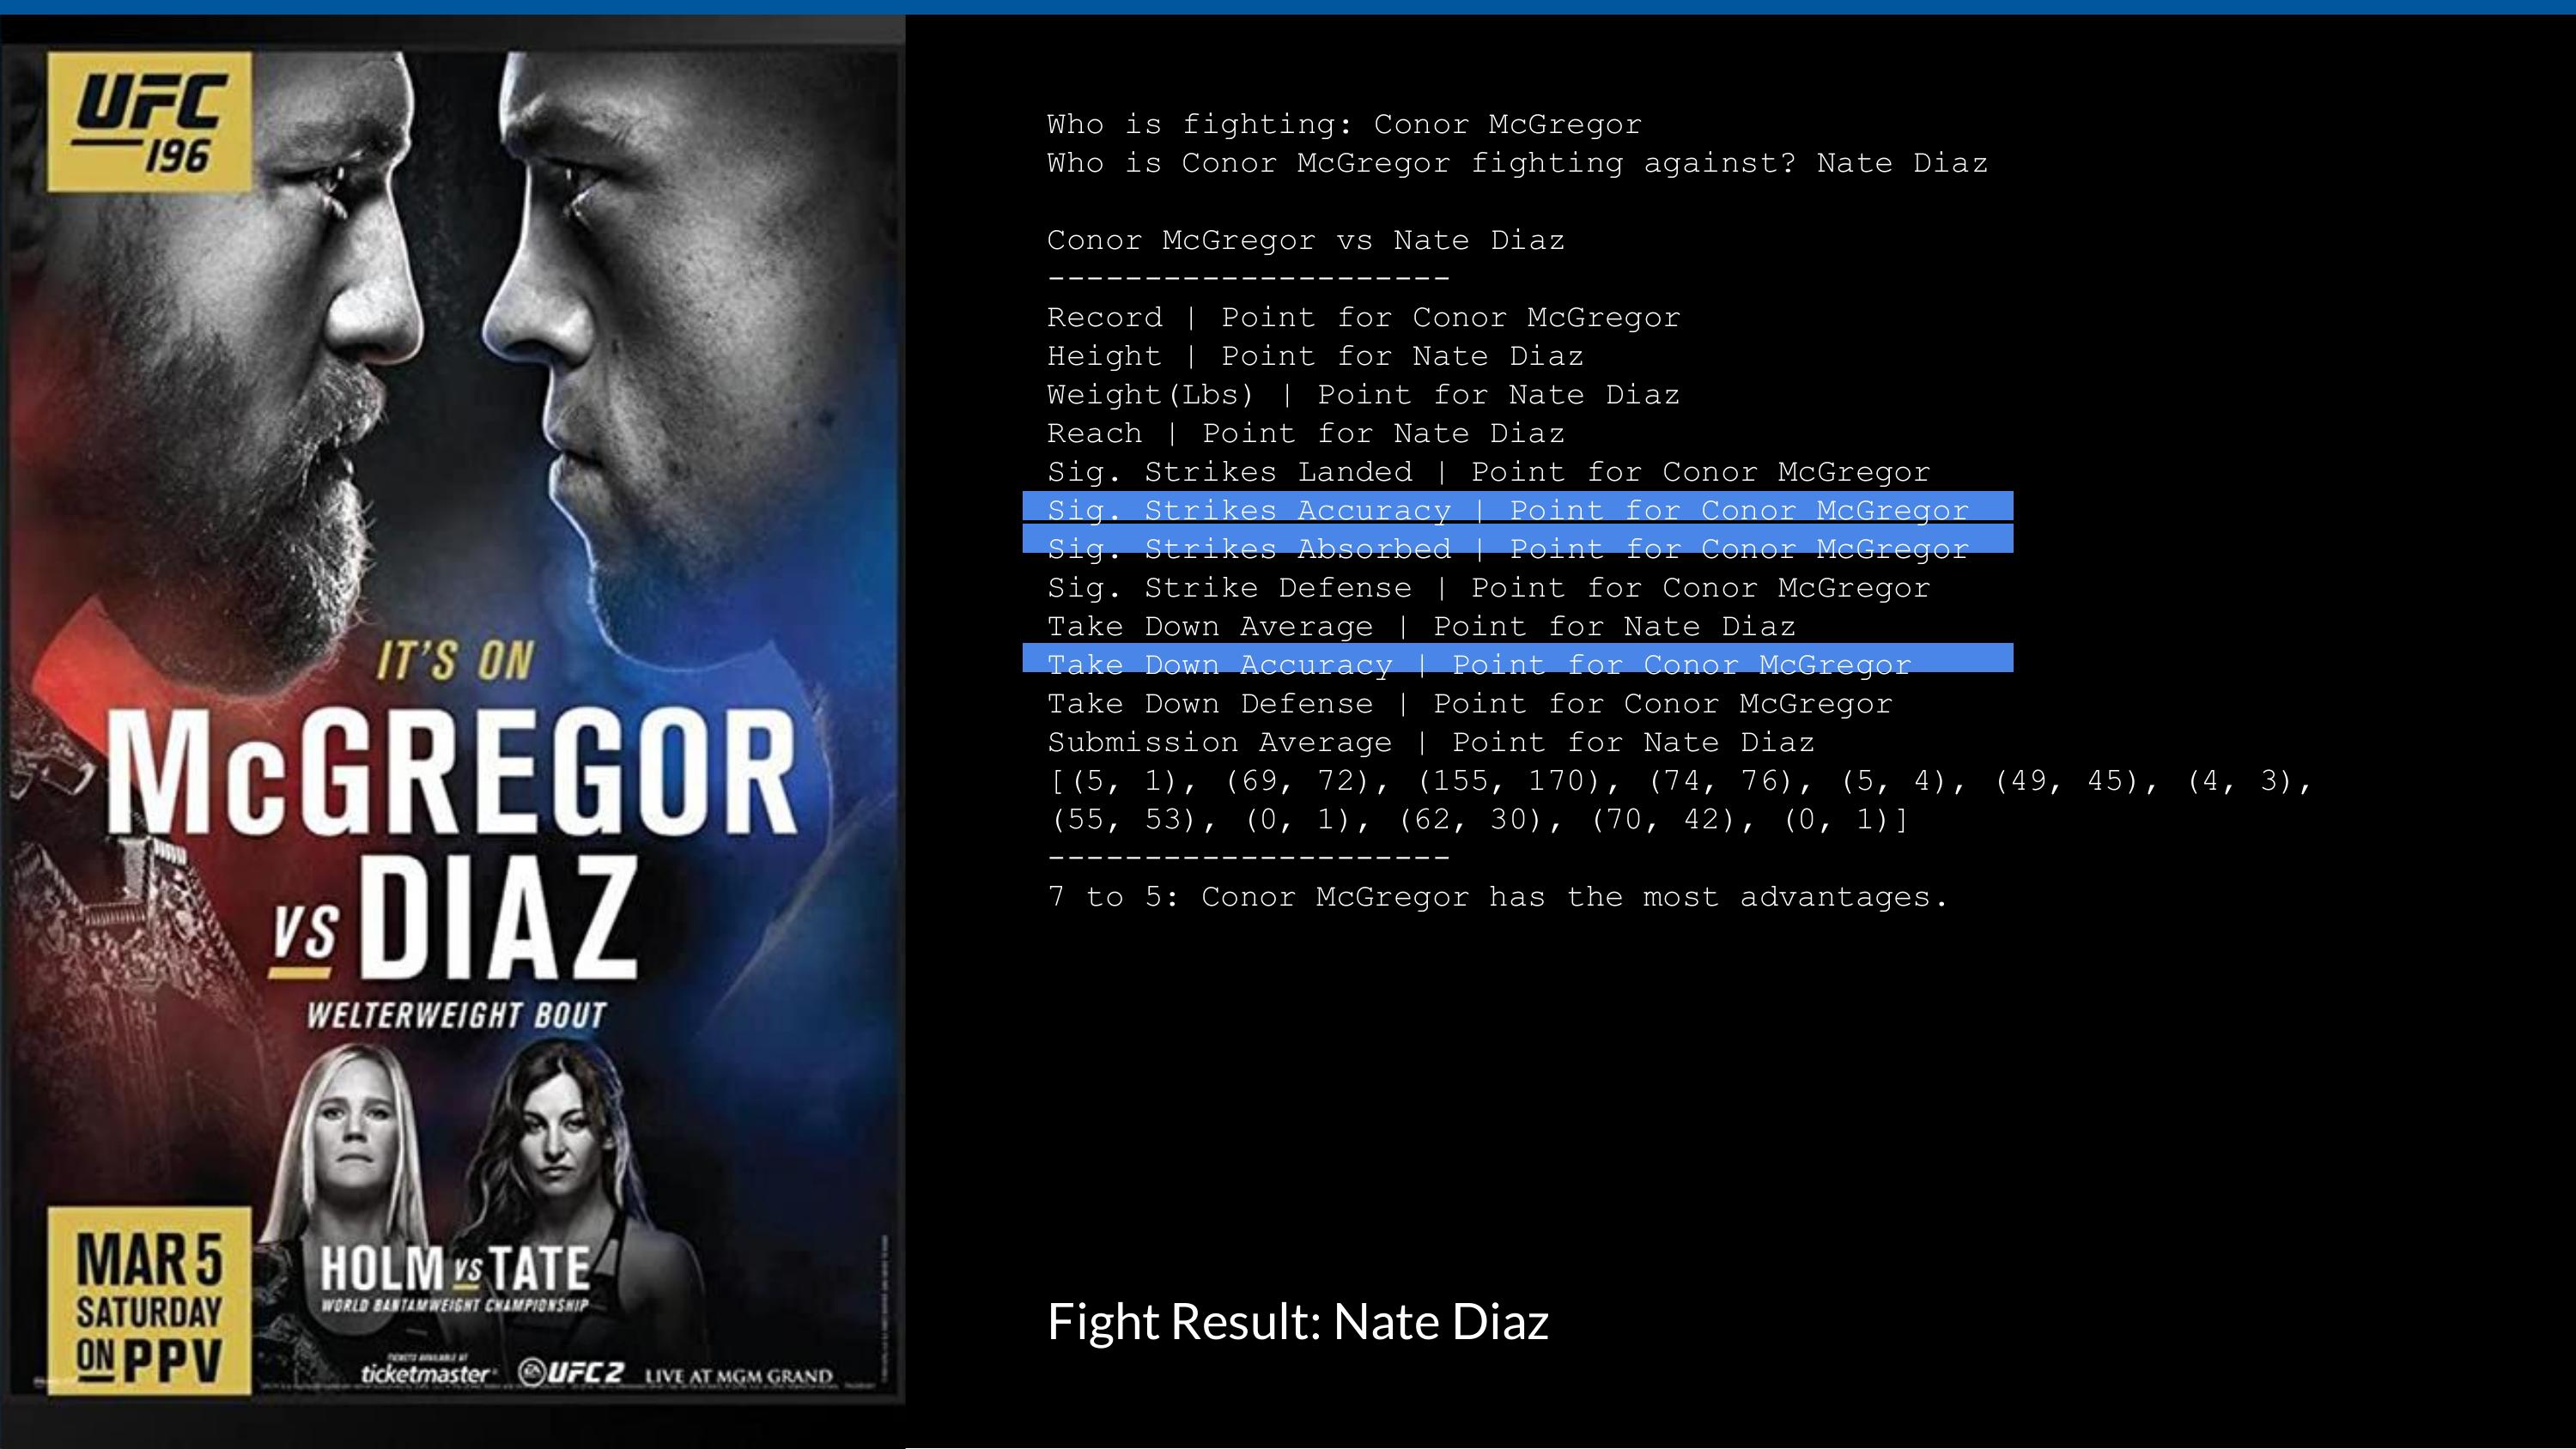 UFC
196
IT'S ON
McGREGOR
vs DIAZ
WELTERWEIGHT BOUT
HOLM vs TATE
WORLD BANTAMWEIGHT CHAMPIONSHIP
MAR 5
SATURDAY
ON PPV
TICKETS AVAILABLE AT
ticketmaster EA UFC 2 LIVE AT MGM GRAND
Who is fighting: Conor McGregor
Who is Conor McGregor fighting against? Nate Diaz
Conor McGregor vs Nate Diaz
---------------------
Record | Point for Conor McGregor
Height | Point for Nate Diaz
Weight(Lbs) | Point for Nate Diaz
Reach | Point for Nate Diaz
Sig. Strikes Landed | Point for Conor McGregor
Sig. Strikes Accuracy | Point for Conor McGregor
Sig. Strikes Absorbed | Point for Conor McGregor
Sig. Strike Defense | Point for Conor McGregor
Take Down Average | Point for Nate Diaz
Take Down Accuracy | Point for Conor McGregor
Take Down Defense | Point for Conor McGregor
Submission Average | Point for Nate Diaz
[(5, 1), (69, 72), (155, 170), (74, 76), (5, 4), (49, 45), (4, 3),
(55, 53), (0, 1), (62, 30), (70, 42), (0, 1)]
---------------------
7 to 5: Conor McGregor has the most advantages.
Fight Result: Nate Diaz